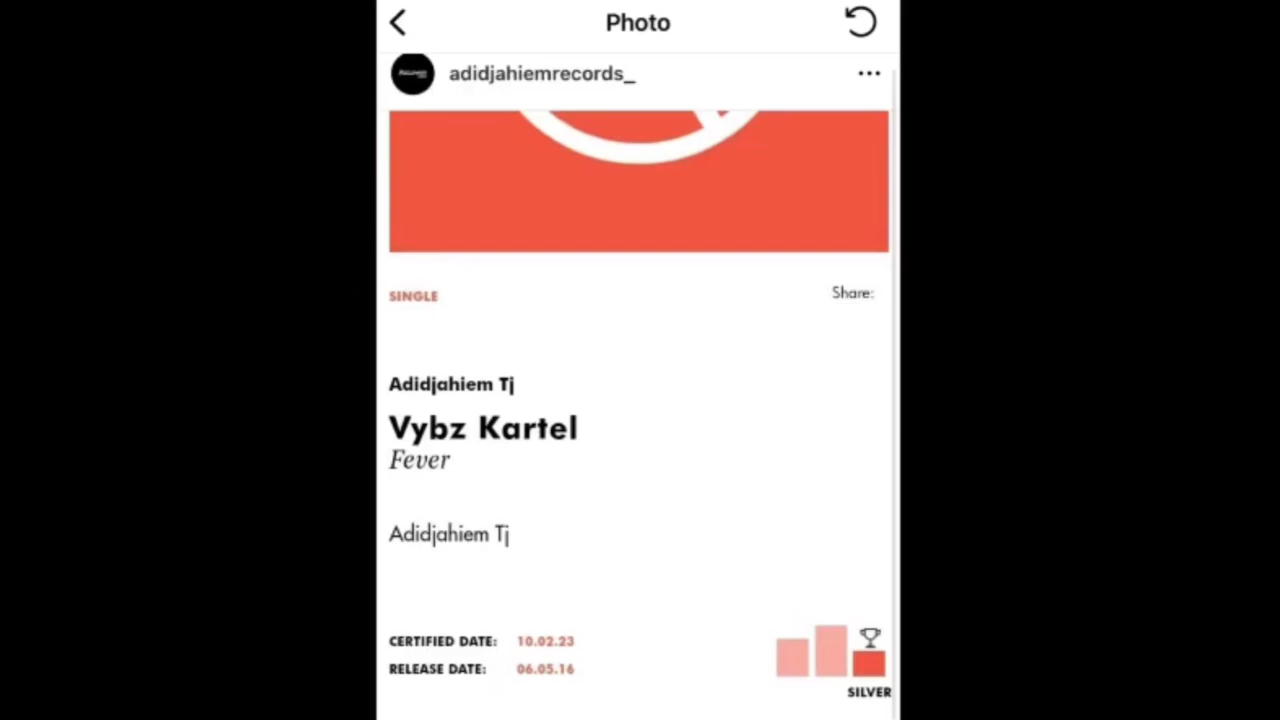 Photo
adidjahiemrecords_
SINGLE
Share:
Adidjahiem Tj
Vybz Kartel
Fever
Adidjahiem Tj
CERTIFIED DATE: 10.02.23
RELEASE DATE: 06.05.16
SILVER